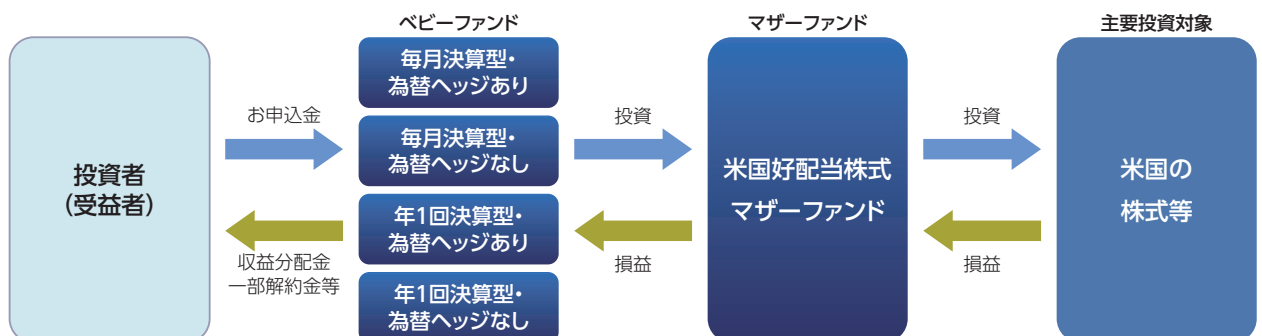 ベビーファンド
マザーファンド
主要投資対象
投資者
(受益者)
お申込金
収益分配金
一部解約金等
毎月決算型・
為替ヘッジあり
毎月決算型・
為替ヘッジなし
年1回決算型・
為替ヘッジあり
年1回決算型・
為替ヘッジなし
投資
損益
米国好配当株式
マザーファンド
投資
損益
米国の
株式等